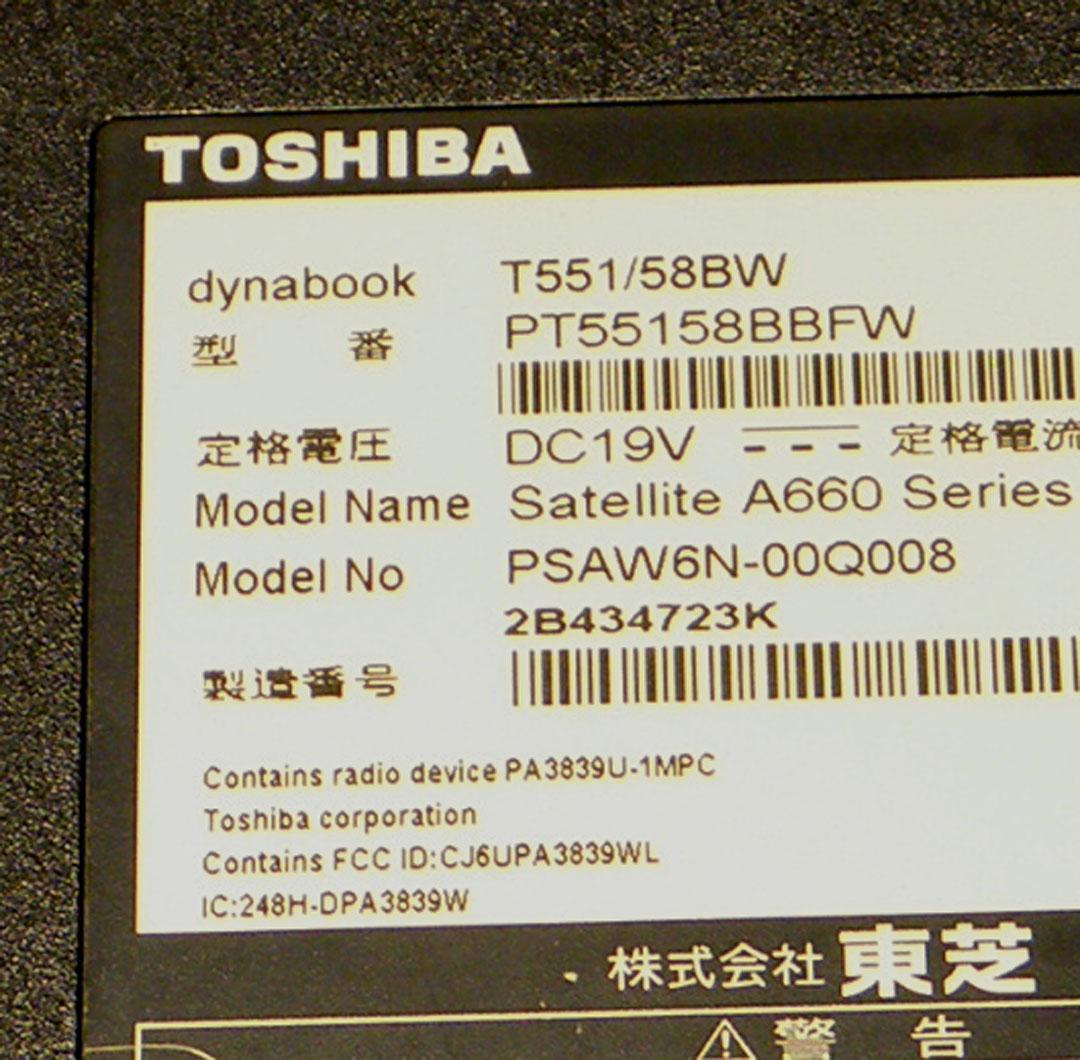 TOSHIBA
dynabook T551/58BW
型 番 PT55158BBFW
定格電圧 DC19V 定格電流
Model Name Satellite A660 Series
Model No PSAW6N-00Q008
2B434723K
製造番号
Contains radio device PA3839U-1MPC
Toshiba corporation
Contains FCC ID:CJ6UPA3839WL
IC:248H-DPA3839W
株式会社 東芝
⚠ 警 告